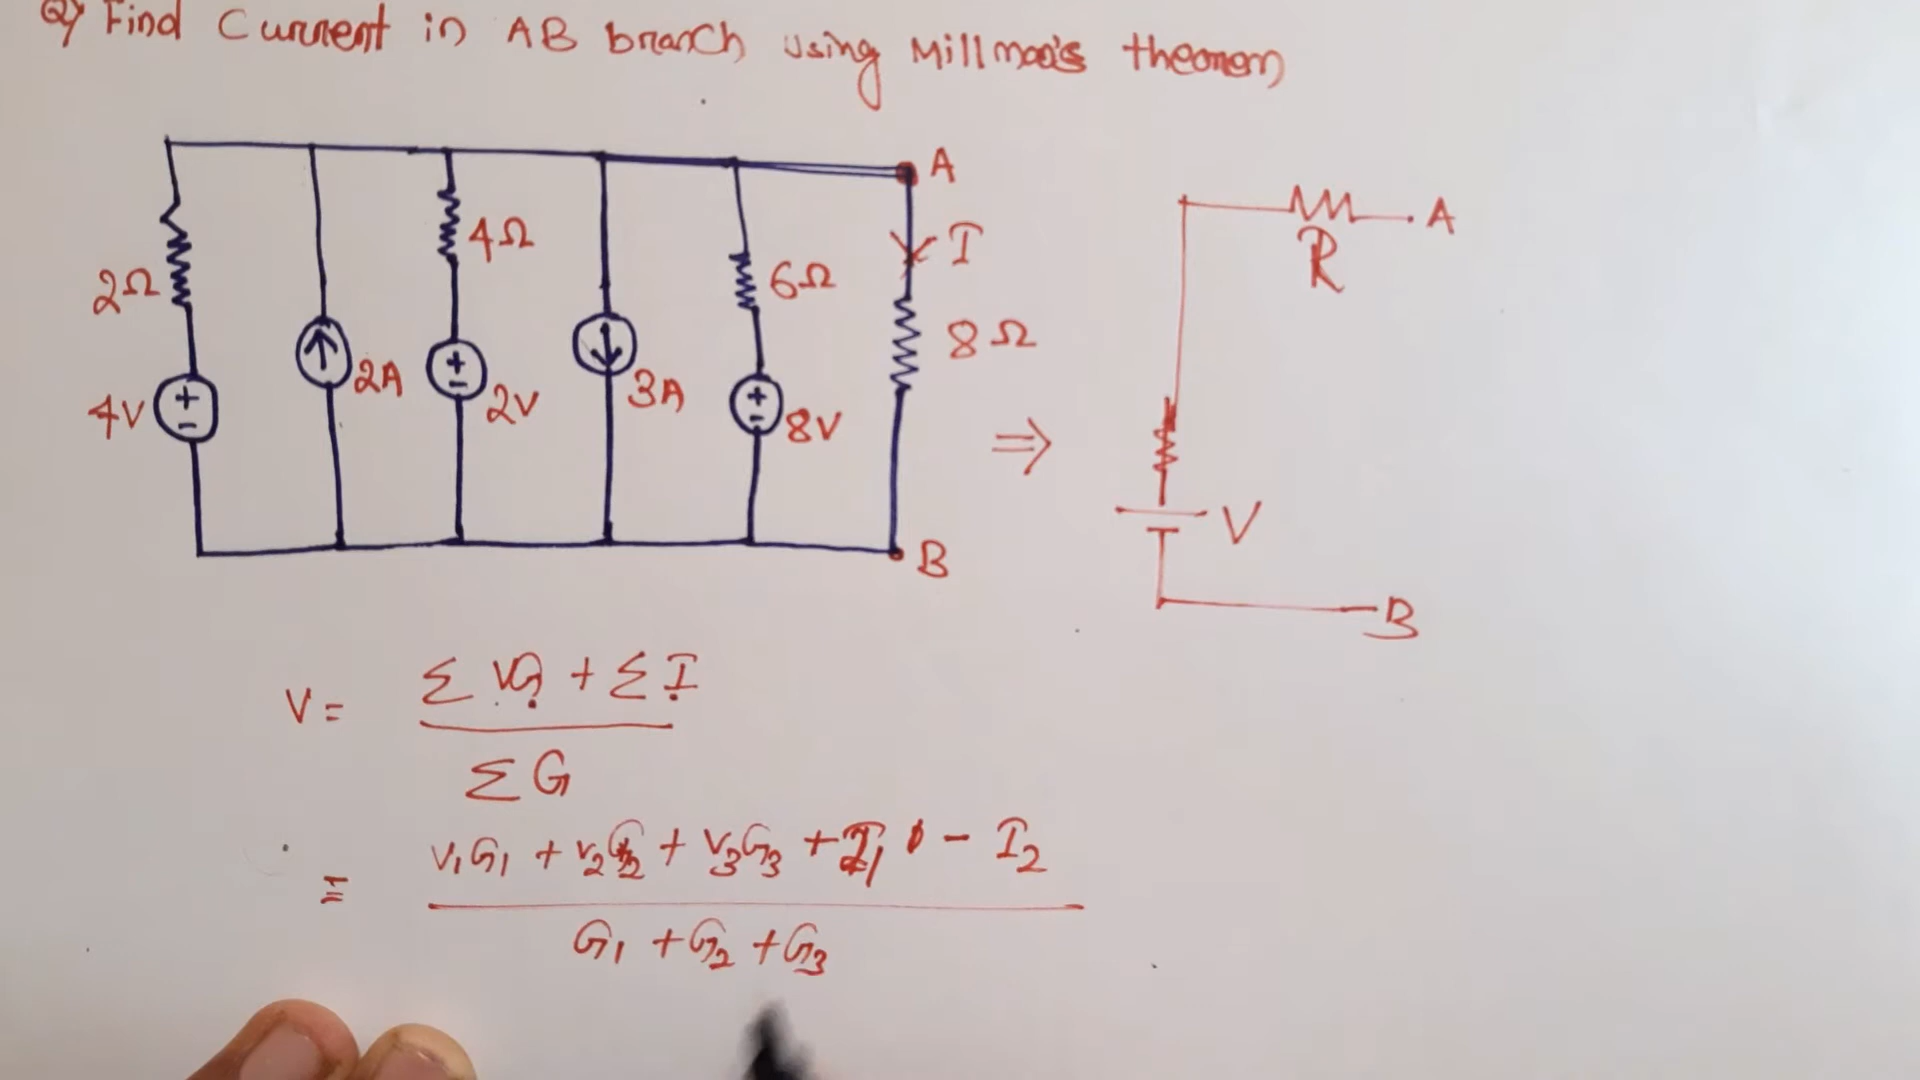 Q) Find Current in AB branch using Millman's theorem
A
I
2Ω
4Ω
6Ω
8Ω
4V
2A
2V
3A
8V
B
⇒
A
R
V
B
V = ΣVG + ΣI
ΣG
= V1G1 + V2G2 + V3G3 + I1 - I2
G1 + G2 + G3